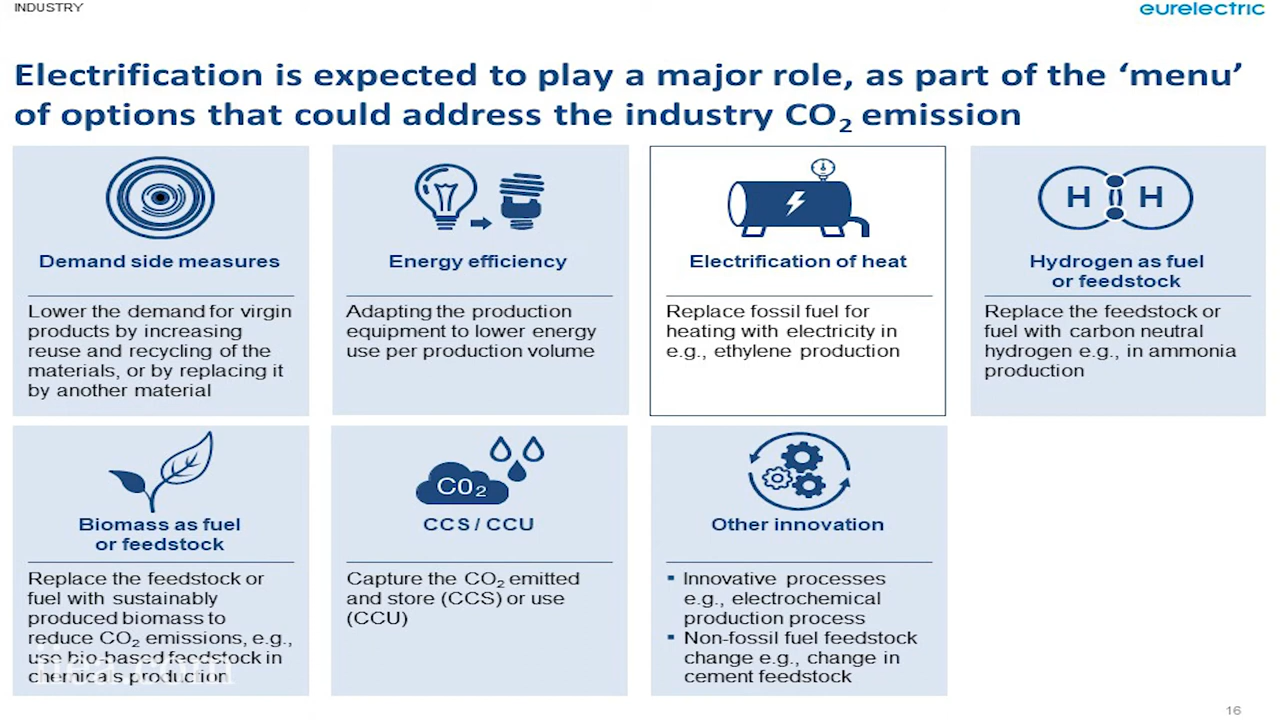 INDUSTRY
eurelectric
Electrification is expected to play a major role, as part of the ‘menu’
of options that could address the industry CO₂ emission
Demand side measures
Lower the demand for virgin
products by increasing
reuse and recycling of the
materials, or by replacing it
by another material
Energy efficiency
Adapting the production
equipment to lower energy
use per production volume
Electrification of heat
Replace fossil fuel for
heating with electricity in
e.g., ethylene production
H H
Hydrogen as fuel
or feedstock
Replace the feedstock or
fuel with carbon neutral
hydrogen e.g., in ammonia
production
Biomass as fuel
or feedstock
Replace the feedstock or
fuel with sustainably
produced biomass to
reduce CO₂ emissions, e.g.,
use bio-based feedstock in
chemicals production
iiea.com
C0₂
CCS / CCU
Capture the CO₂ emitted
and store (CCS) or use
(CCU)
Other innovation
▪ Innovative processes
e.g., electrochemical
production process
▪ Non-fossil fuel feedstock
change e.g., change in
cement feedstock
16